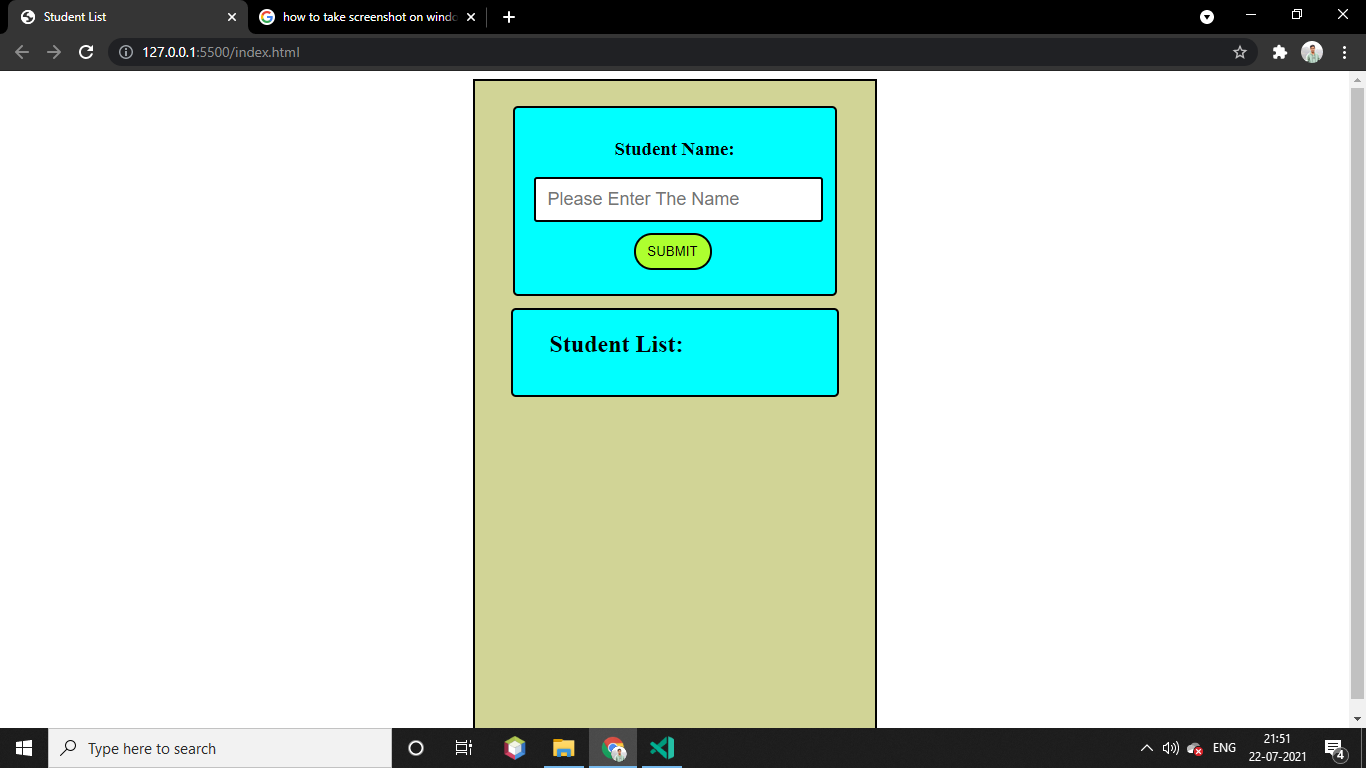 Student List
how to take screenshot on windo
127.0.0.1:5500/index.html
Student Name:
Please Enter The Name
SUBMIT
Student List:
Type here to search
ENG
21:51
22-07-2021
4